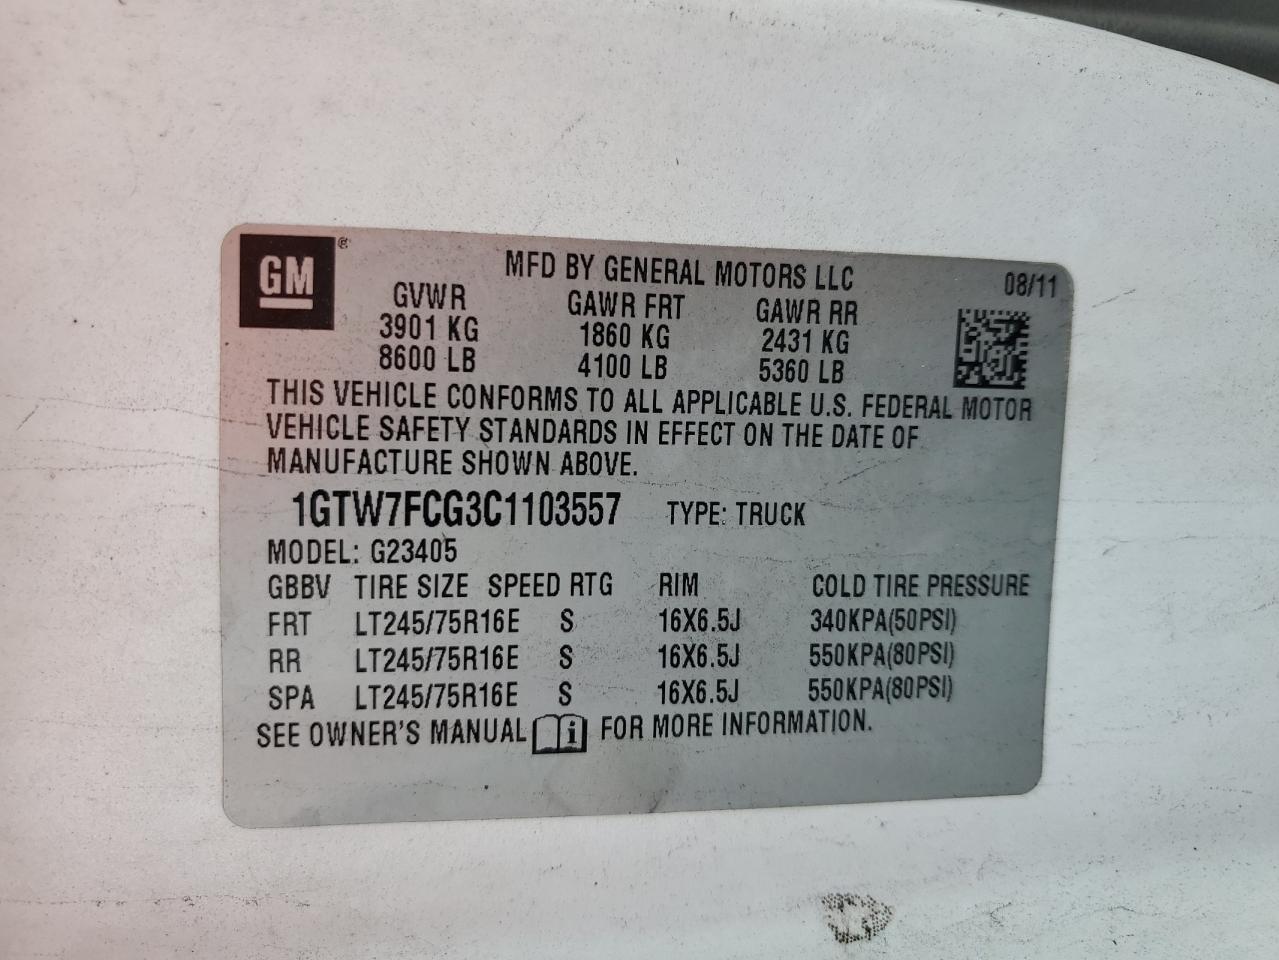 GM
®
MFD BY GENERAL MOTORS LLC 08/11
GVWR GAWR FRT GAWR RR
3901 KG 1860 KG 2431 KG
8600 LB 4100 LB 5360 LB
THIS VEHICLE CONFORMS TO ALL APPLICABLE U.S. FEDERAL MOTOR
VEHICLE SAFETY STANDARDS IN EFFECT ON THE DATE OF
MANUFACTURE SHOWN ABOVE.
1GTW7FCG3C1103557 TYPE: TRUCK
MODEL: G23405
GBBV TIRE SIZE SPEED RTG RIM COLD TIRE PRESSURE
FRT LT245/75R16E S 16X6.5J 340KPA(50PSI)
RR LT245/75R16E S 16X6.5J 550KPA(80PSI)
SPA LT245/75R16E S 16X6.5J 550KPA(80PSI)
SEE OWNER'S MANUAL i FOR MORE INFORMATION.